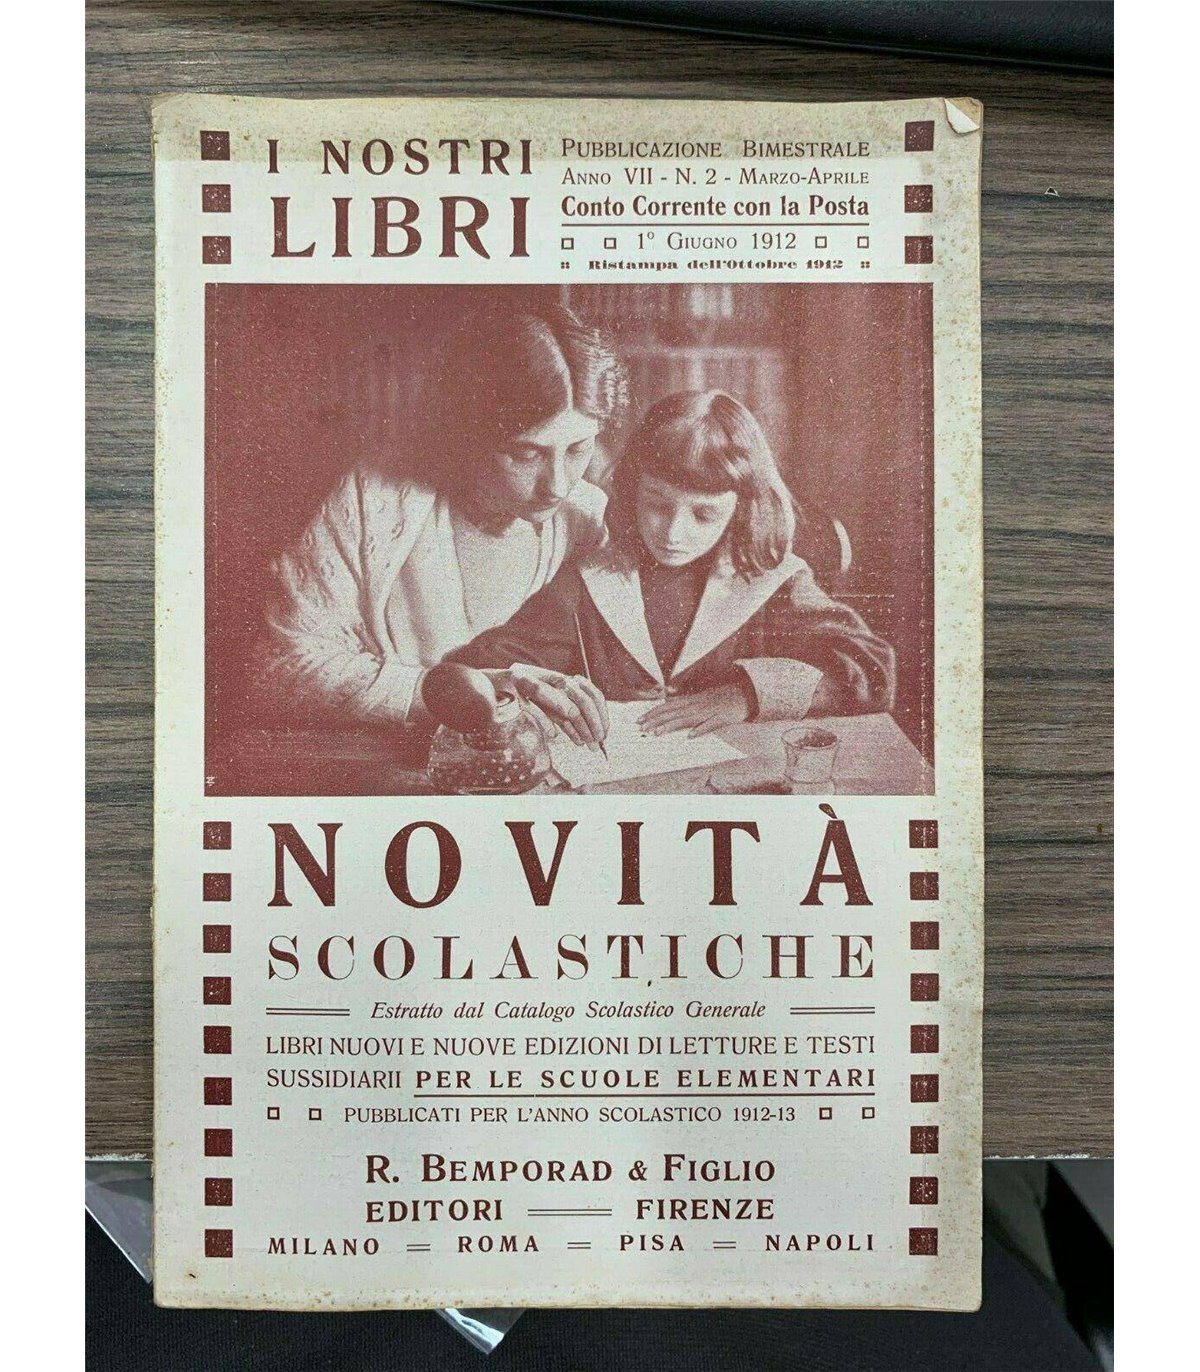 I NOSTRI
LIBRI
PUBBLICAZIONE BIMESTRALE
ANNO VII - N. 2 - MARZO-APRILE
Conto Corrente con la Posta
1º GIUGNO 1912
Ristampa dell'Ottobre 1912
NOVITÀ
SCOLASTICHE
Estratto dal Catalogo Scolastico Generale
LIBRI NUOVI E NUOVE EDIZIONI DI LETTURE E TESTI
SUSSIDIARII PER LE SCUOLE ELEMENTARI
PUBBLICATI PER L'ANNO SCOLASTICO 1912-13
R. BEMPORAD & FIGLIO
EDITORI FIRENZE
MILANO = ROMA = PISA = NAPOLI